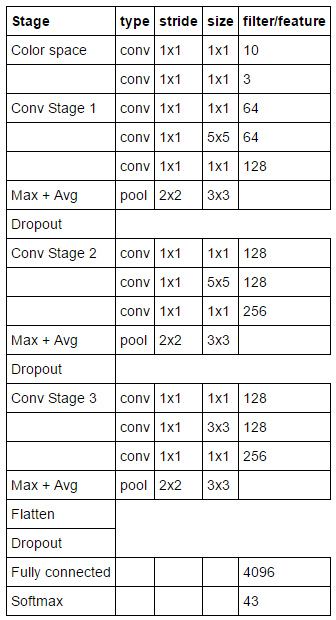 Stage type stride size filter/feature
Color space conv 1x1 1x1 10
conv 1x1 1x1 3
Conv Stage 1 conv 1x1 1x1 64
conv 1x1 5x5 64
conv 1x1 1x1 128
Max + Avg pool 2x2 3x3
Dropout
Conv Stage 2 conv 1x1 1x1 128
conv 1x1 5x5 128
conv 1x1 1x1 256
Max + Avg pool 2x2 3x3
Dropout
Conv Stage 3 conv 1x1 1x1 128
conv 1x1 3x3 128
conv 1x1 1x1 256
Max + Avg pool 2x2 3x3
Flatten
Dropout
Fully connected 4096
Softmax 43